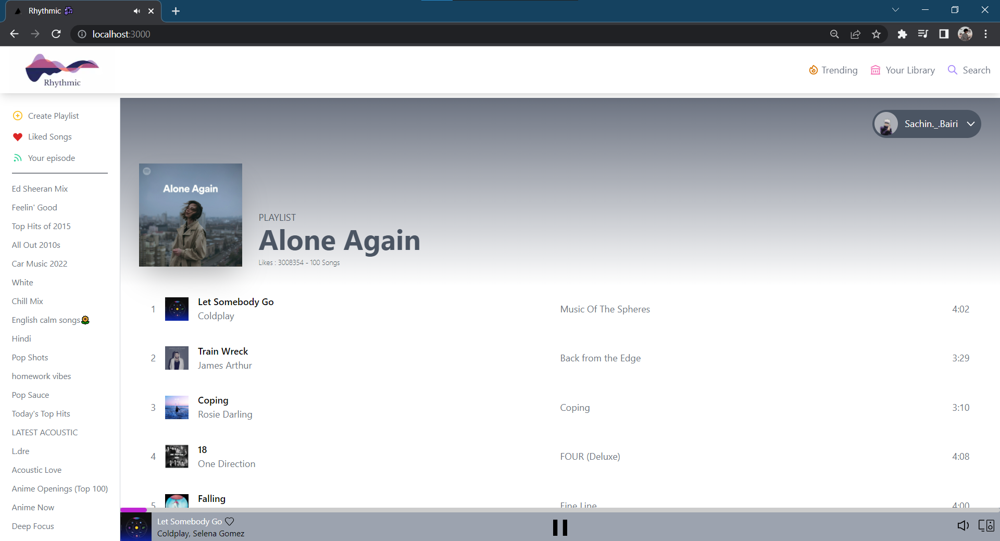 Rhythmic
localhost:3000
Rhythmic
Trending
Your Library
Search
Create Playlist
Liked Songs
Your episode
Ed Sheeran Mix
Feelin' Good
Top Hits of 2015
All Out 2010s
Car Music 2022
White
Chill Mix
English calm songs🌻
Hindi
Pop Shots
homework vibes
Pop Sauce
Today's Top Hits
LATEST ACOUSTIC
L.dre
Acoustic Love
Anime Openings (Top 100)
Anime Now
Deep Focus
Sachin._.Bairi
Alone Again
PLAYLIST
Alone Again
Likes : 3008354 - 100 Songs
1 Let Somebody Go Music Of The Spheres 4:02
Coldplay
2 Train Wreck Back from the Edge 3:29
James Arthur
3 Coping Coping 3:10
Rosie Darling
4 18 FOUR (Deluxe) 4:08
One Direction
5 Falling Fine Line 4:00
Let Somebody Go
Coldplay, Selena Gomez